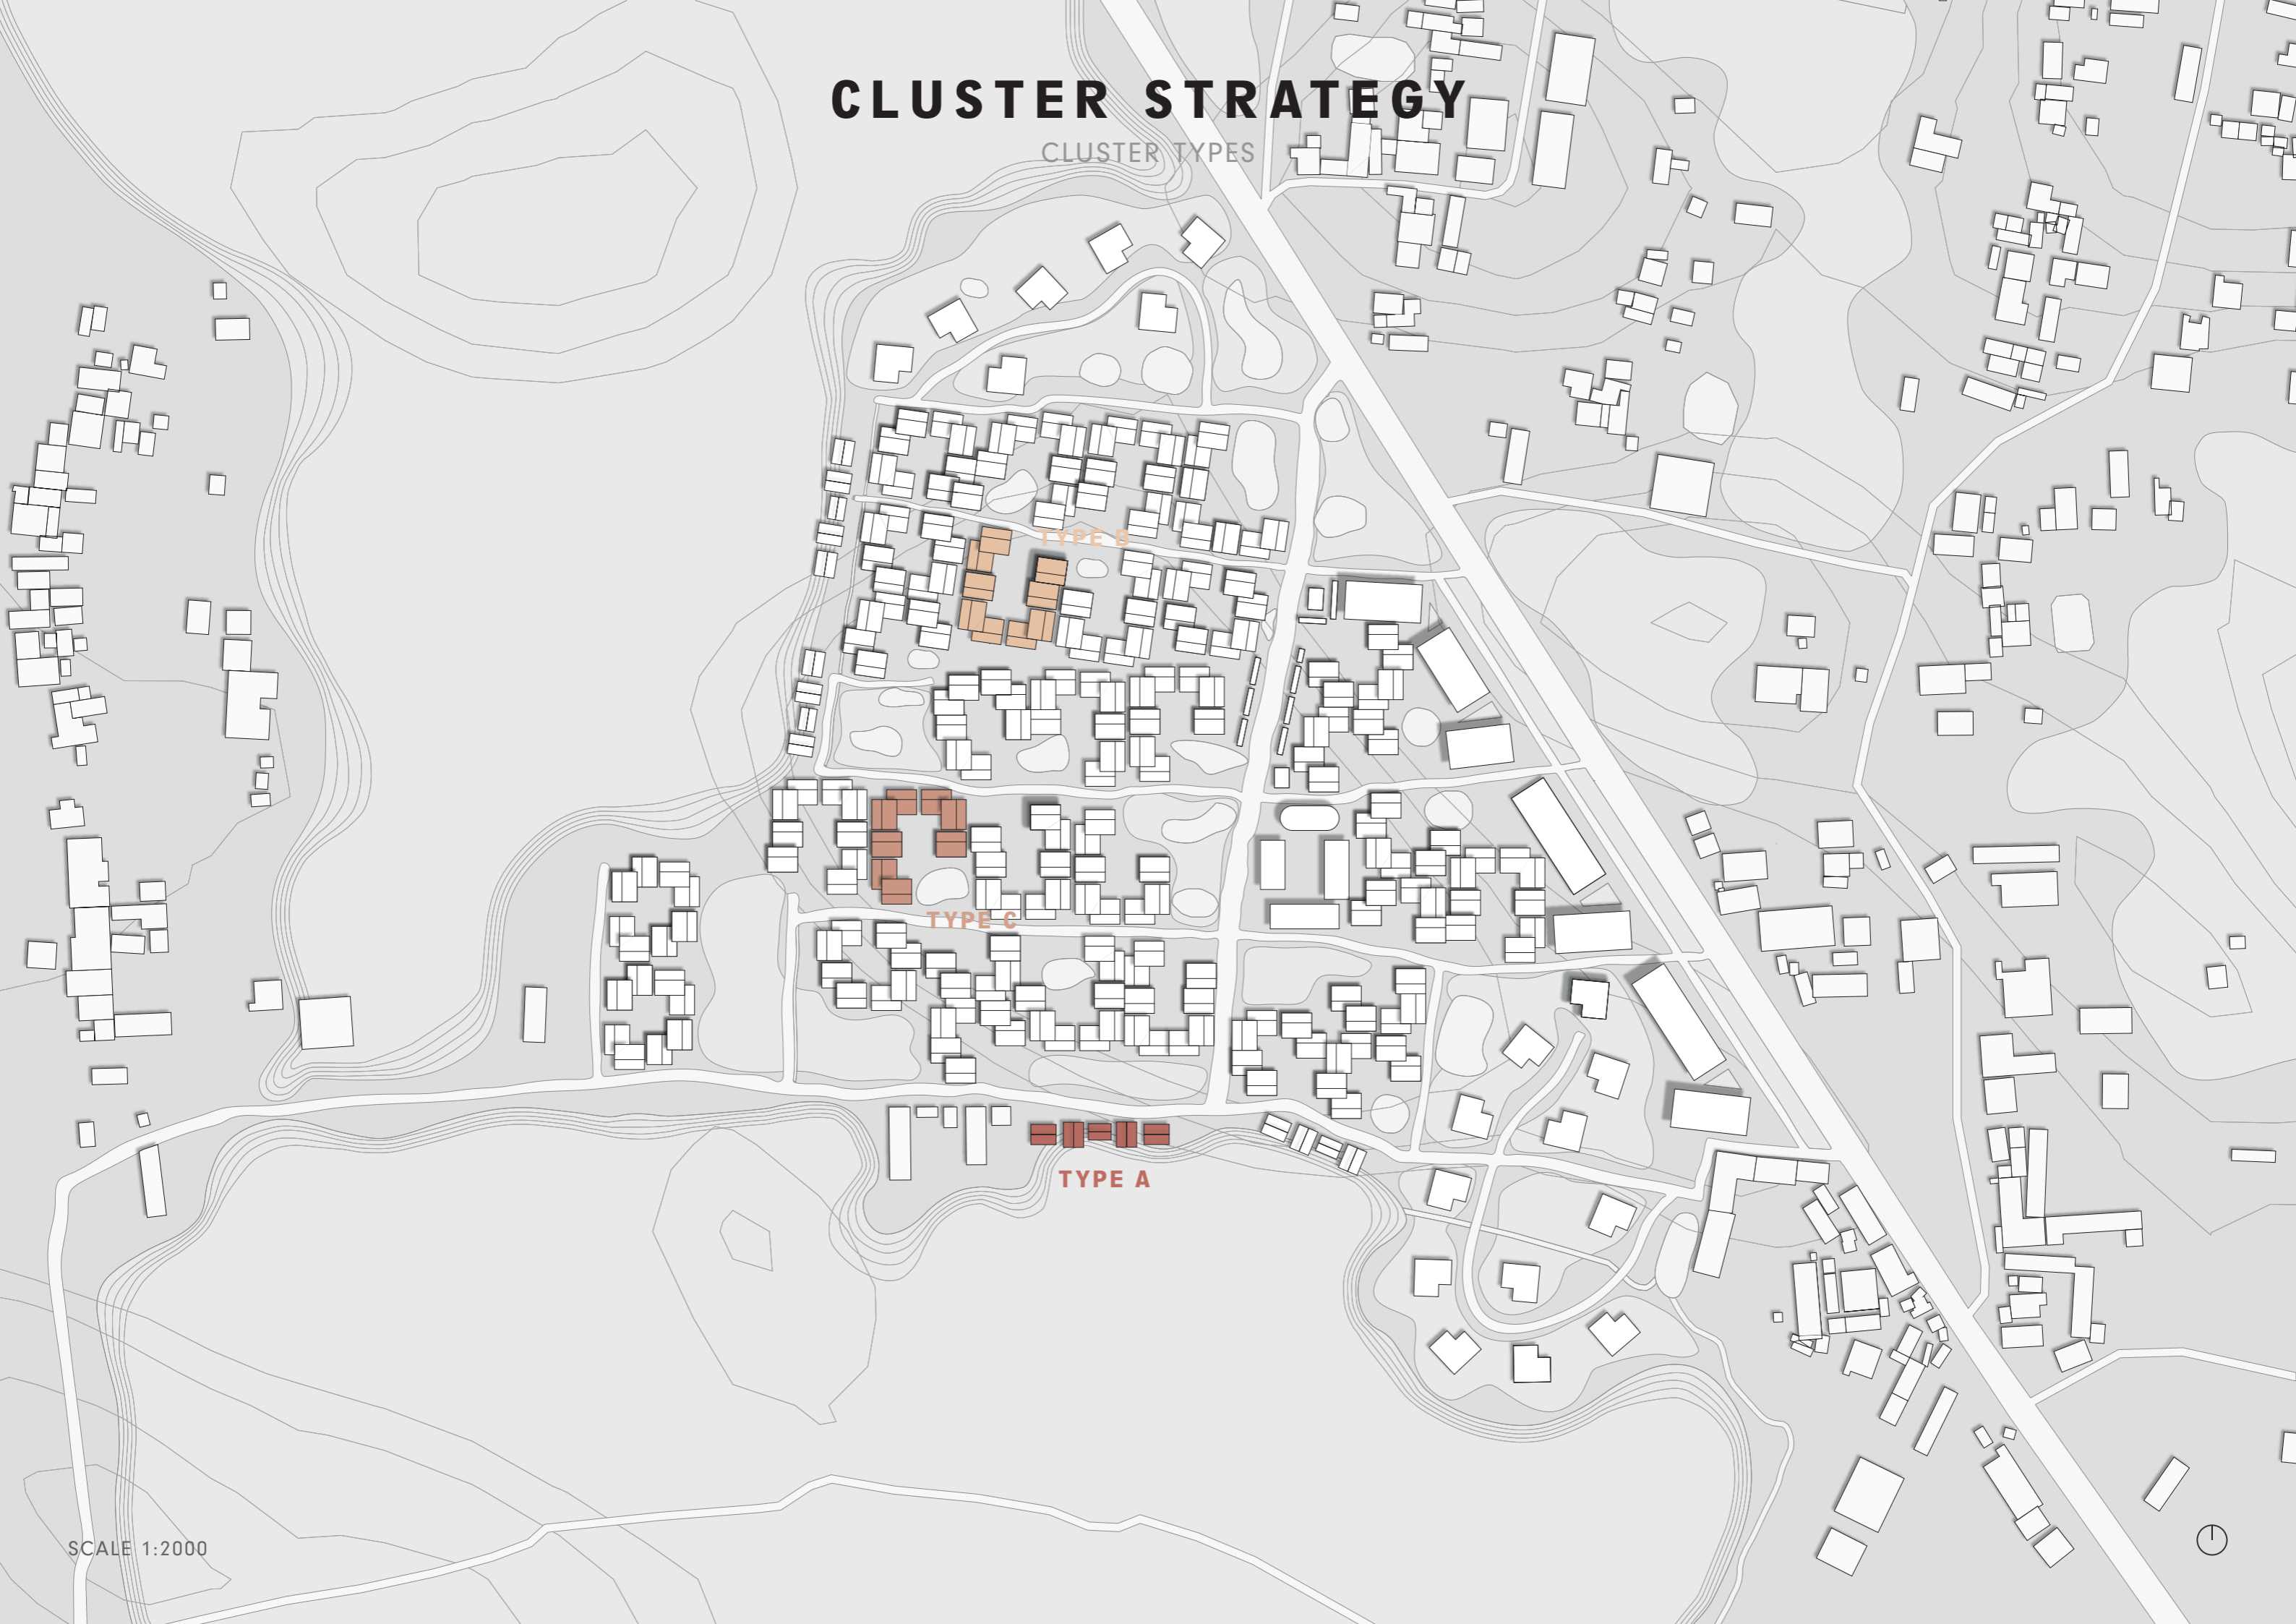 CLUSTER STRATEGY
CLUSTER TYPES
TYPE B
TYPE C
TYPE A
SCALE 1:2000